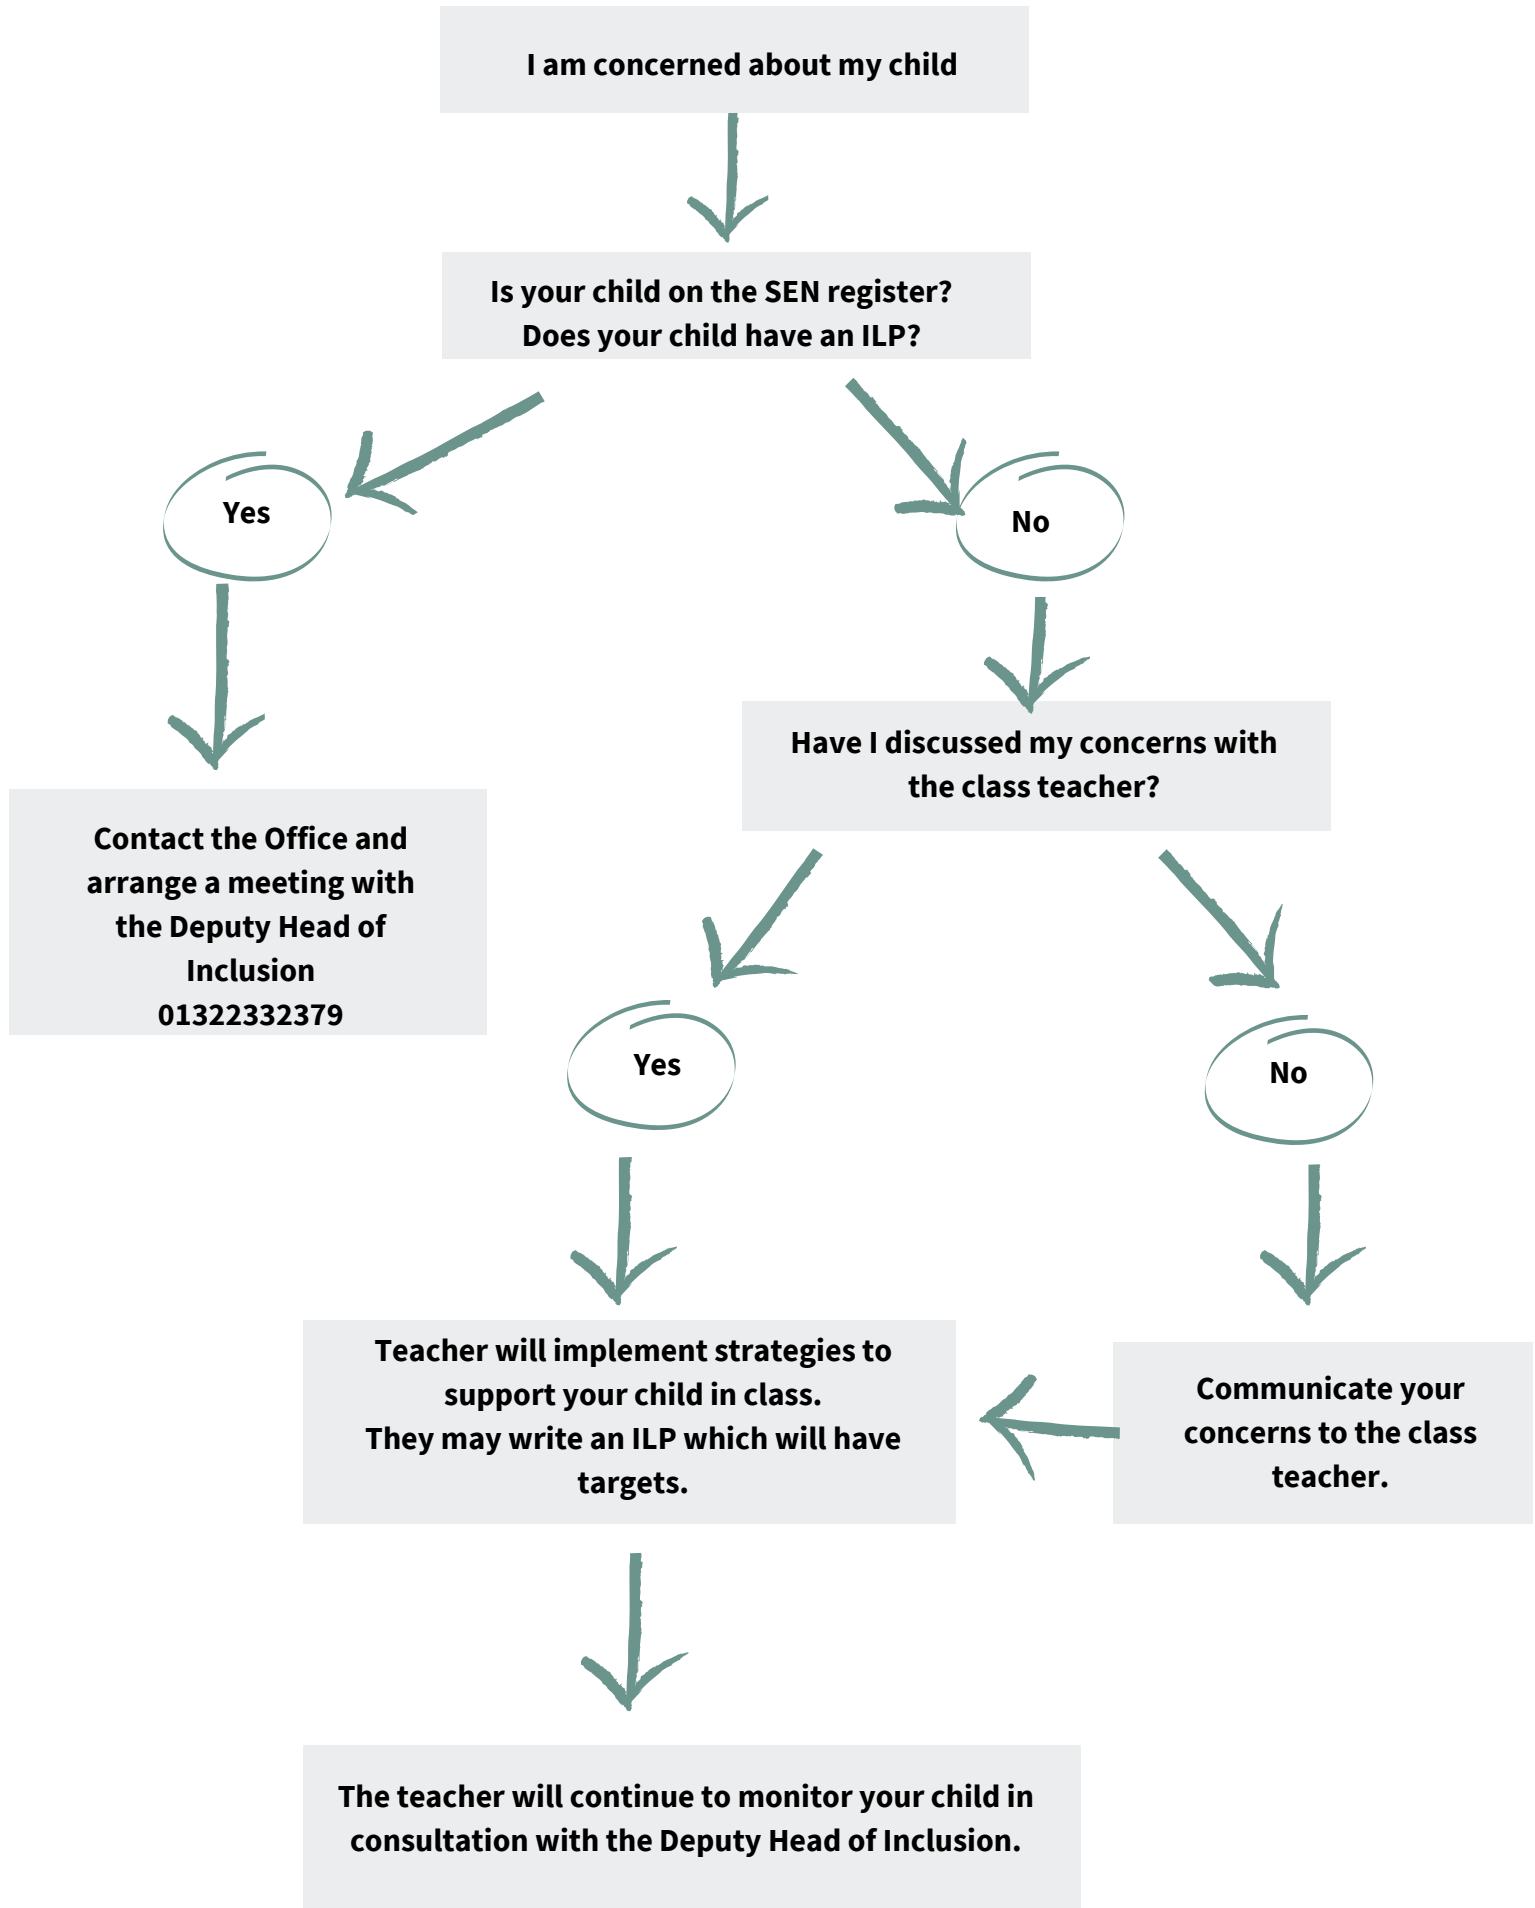 I am concerned about my child
Is your child on the SEN register?
Does your child have an ILP?
Yes
No
Have I discussed my concerns with
the class teacher?
Contact the Office and
arrange a meeting with
the Deputy Head of
Inclusion
01322332379
Yes
No
Teacher will implement strategies to
support your child in class.
They may write an ILP which will have
targets.
Communicate your
concerns to the class
teacher.
The teacher will continue to monitor your child in
consultation with the Deputy Head of Inclusion.